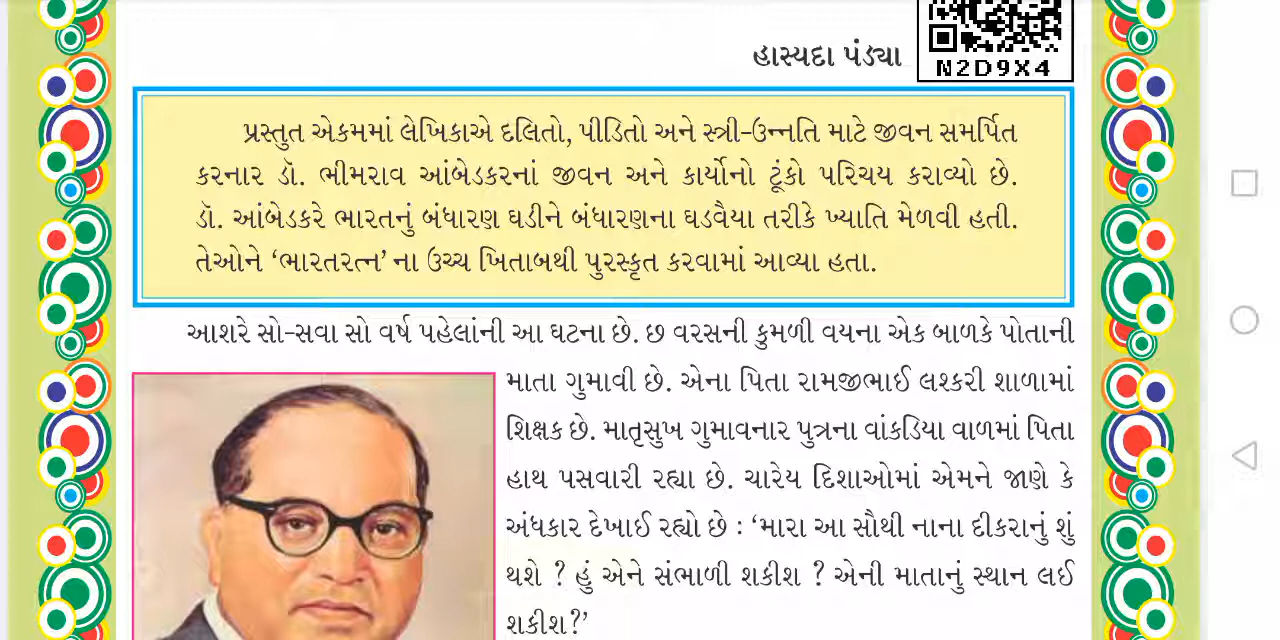 હાસ્યદા પંડ્યા
N2D9X4
પ્રસ્તુત એકમમાં લેખિકાએ દલિતો, પીડિતો અને સ્ત્રી-ઉન્નતિ માટે જીવન સમર્પિત
કરનાર ડૉ. ભીમરાવ આંબેડકરનાં જીવન અને કાર્યોનો ટૂંકો પરિચય કરાવ્યો છે.
ડૉ. આંબેડકરે ભારતનું બંધારણ ઘડીને બંધારણના ઘડવૈયા તરીકે ખ્યાતિ મેળવી હતી.
તેઓને ‘ભારતરત્ન’ ના ઉચ્ચ ખિતાબથી પુરસ્કૃત કરવામાં આવ્યા હતા.
આશરે સો-સવા સો વર્ષ પહેલાંની આ ઘટના છે. છ વરસની કુમળી વયના એક બાળકે પોતાની
માતા ગુમાવી છે. એના પિતા રામજીભાઈ લશ્કરી શાળામાં
શિક્ષક છે. માતૃસુખ ગુમાવનાર પુત્રના વાંકડિયા વાળમાં પિતા
હાથ પસવારી રહ્યા છે. ચારેય દિશાઓમાં એમને જાણે કે
અંધકાર દેખાઈ રહ્યો છે : ‘મારા આ સૌથી નાના દીકરાનું શું
થશે ? હું એને સંભાળી શકીશ ? એની માતાનું સ્થાન લઈ
શકીશ?’